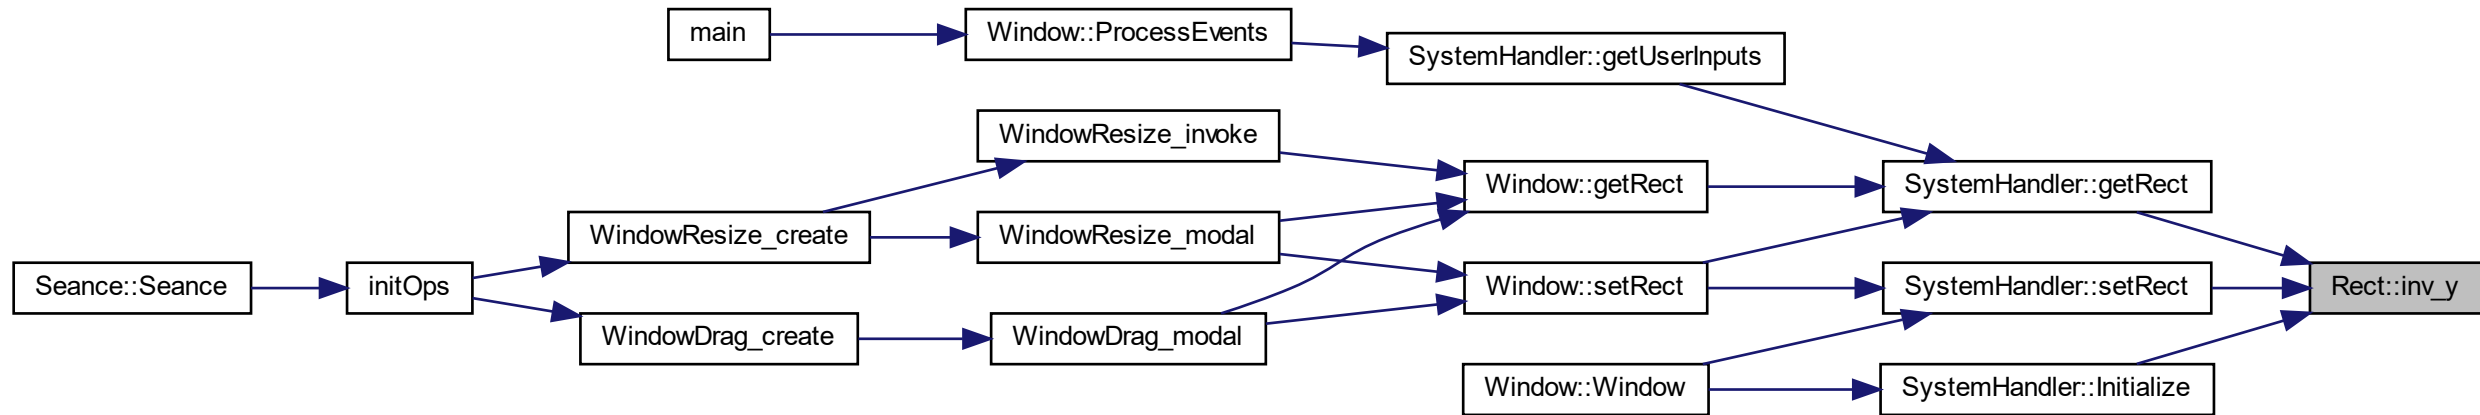 main
Window::ProcessEvents
SystemHandler::getUserInputs
WindowResize_invoke
Window::getRect
SystemHandler::getRect
WindowResize_create
WindowResize_modal
Seance::Seance
initOps
Window::setRect
SystemHandler::setRect
Rect::inv_y
WindowDrag_create
WindowDrag_modal
Window::Window
SystemHandler::Initialize